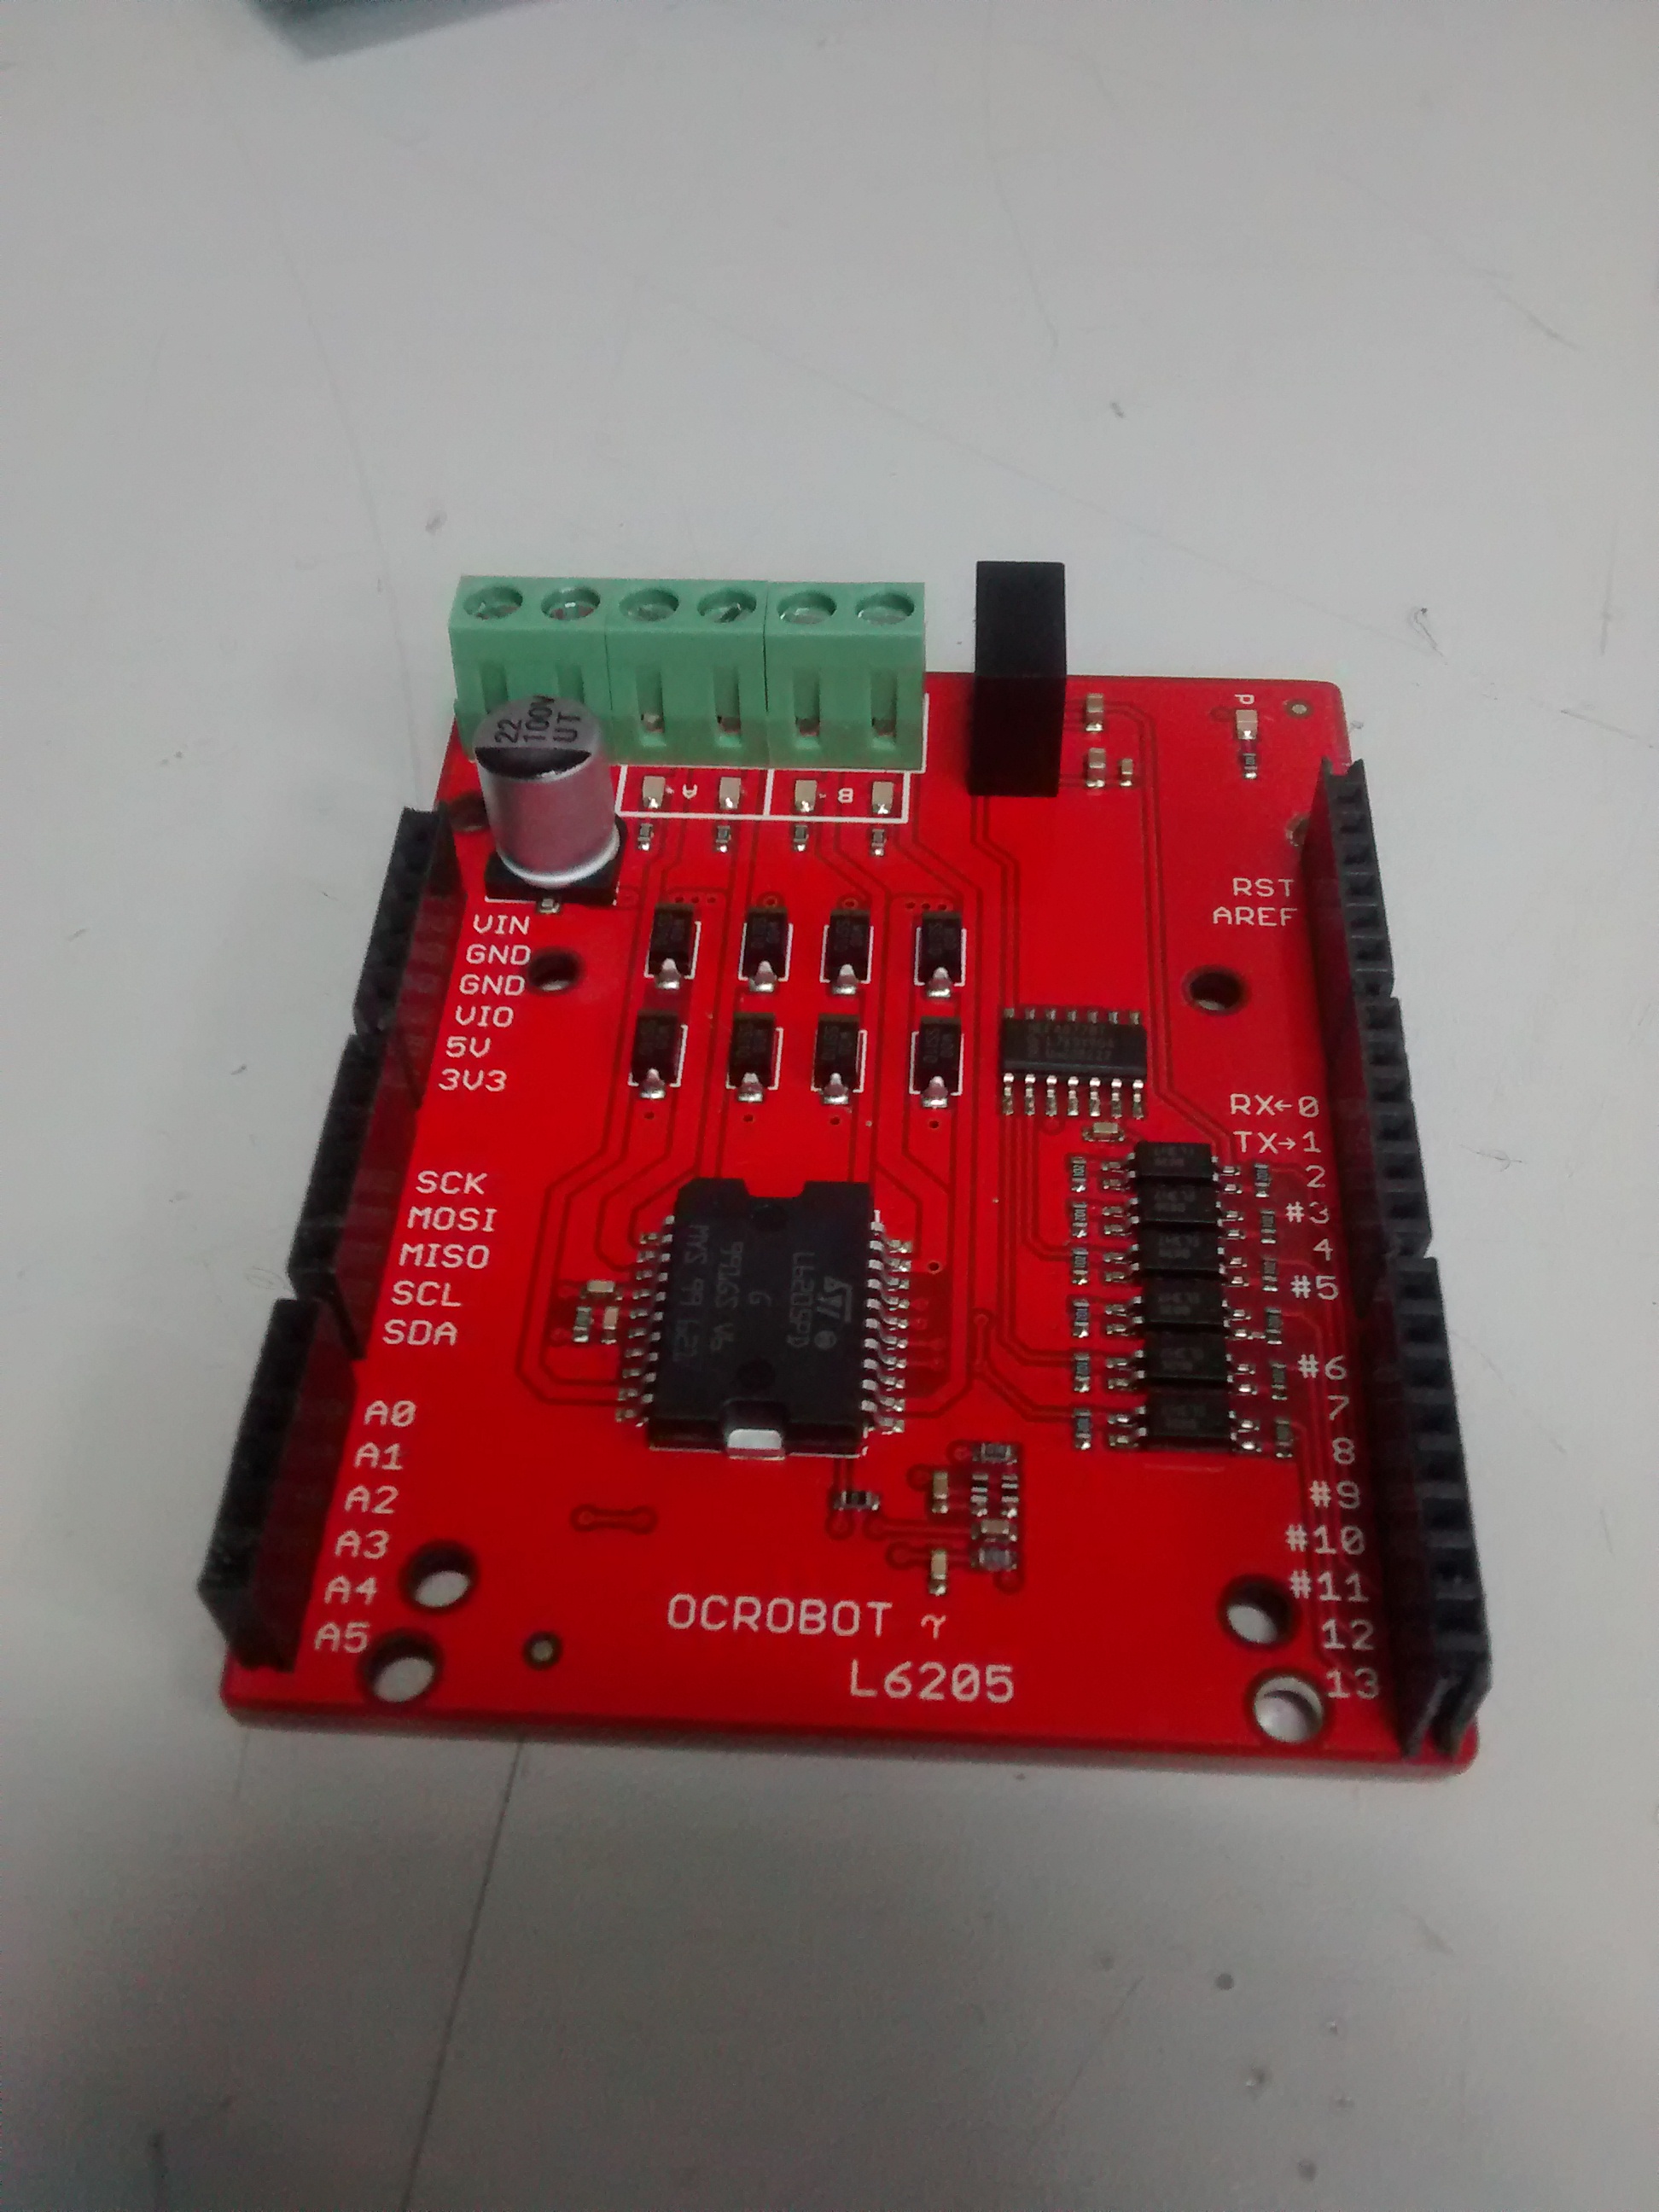 22
100V
UT
P
A
B
VIN
GND
GND
VIO
5V
3V3
RST
AREF
SCK
MOSI
MISO
SCL
SDA
RX←0
TX→1
2
#3
4
#5
#6
7
8
#9
#10
#11
12
13
L6205PD
A0
A1
A2
A3
A4
A5
OCROBOT τ
L6205